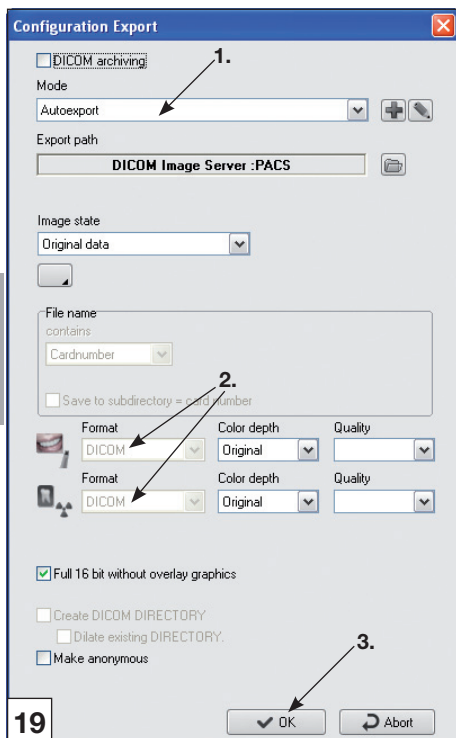 Configuration Export
DICOM archiving
1.
Mode
Autoexport
Export path
DICOM Image Server :PACS
Image state
Original data
File name
contains
Cardnumber
2.
Save to subdirectory = card number
Format Color depth Quality
DICOM Original
Format Color depth Quality
DICOM Original
Full 16 bit without overlay graphics
Create DICOM DIRECTORY
Dilate existing DIRECTORY.
Make anonymous
3.
19
OK Abort